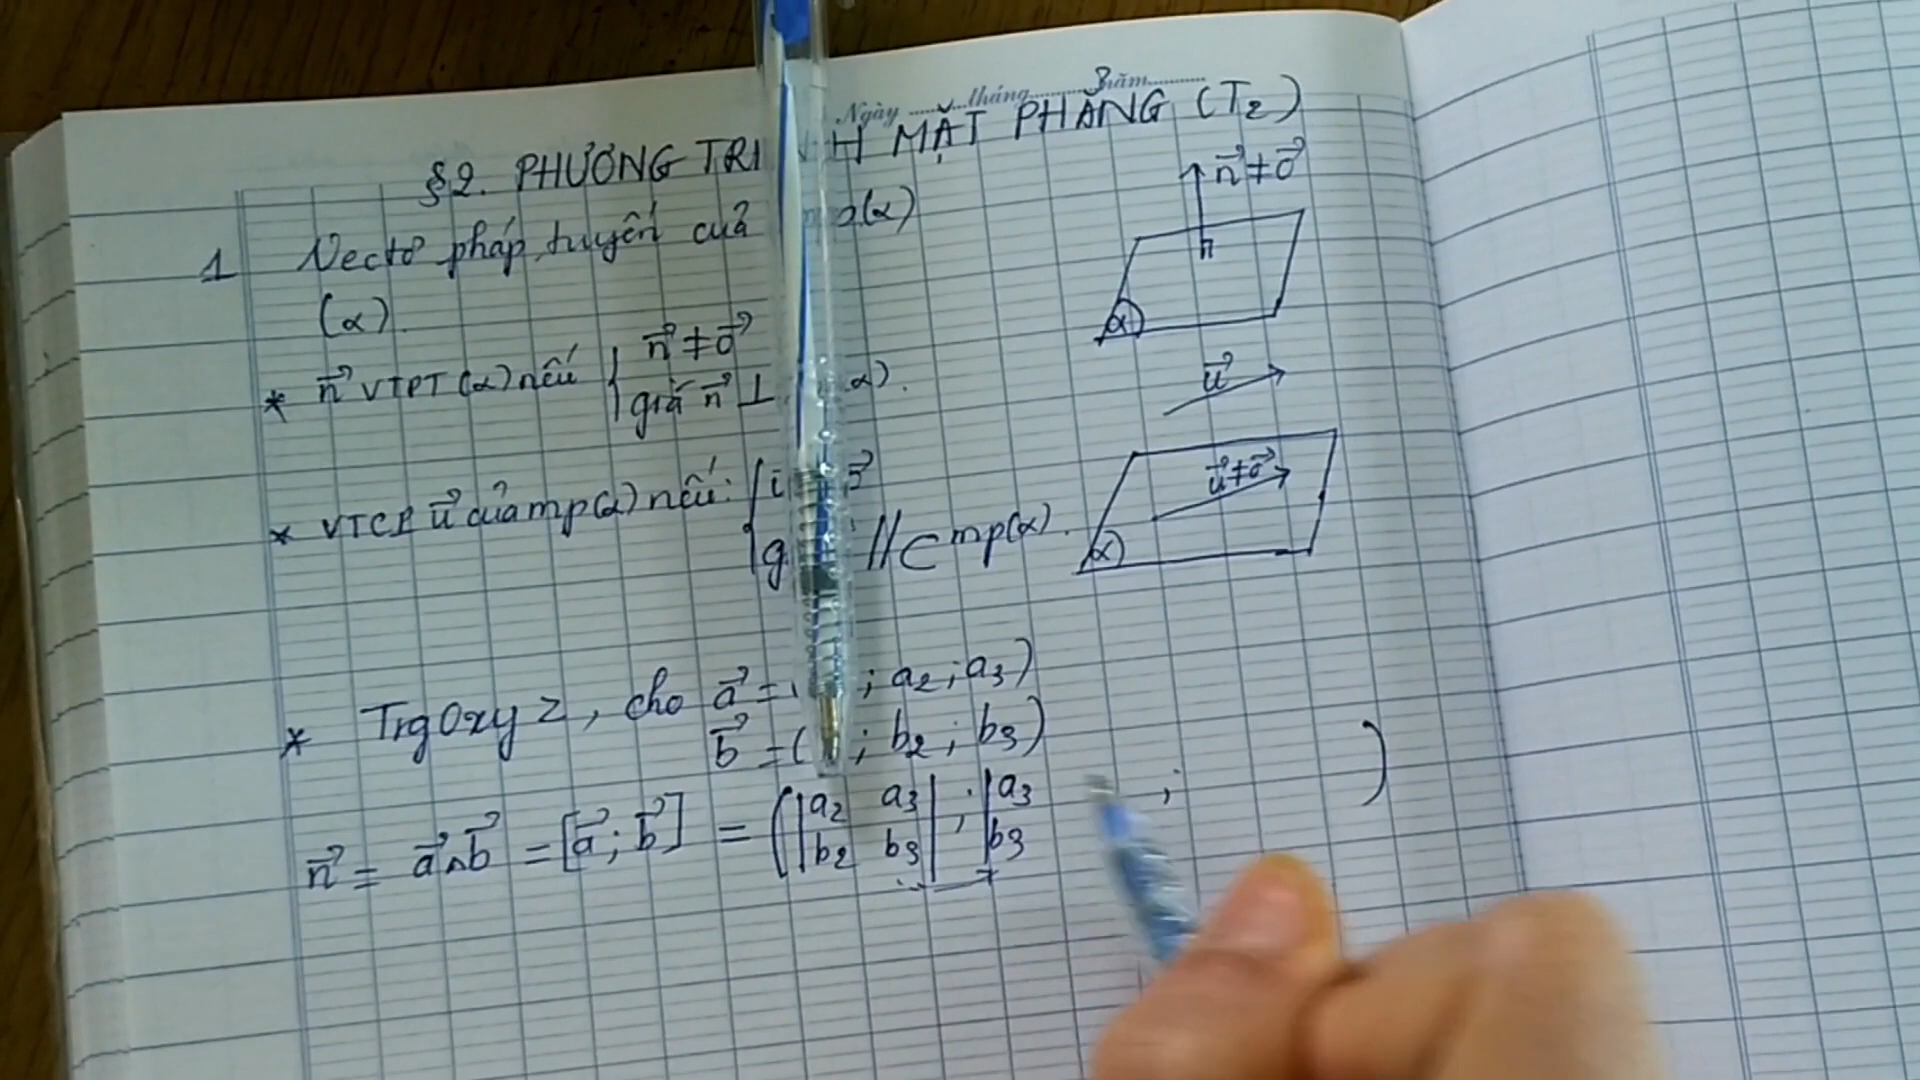 Ngày ......... tháng ......... năm .........
§2. PHƯƠNG TRI H MẶT PHẲNG (T2)
1 Vectơ pháp tuyến của (α)
(α).
n⃗ ≠ 0⃗
α
* n⃗ VTPT (α) nếu { n⃗ ≠ 0⃗
giá n⃗ ⊥ α).
u⃗
* VTCP u⃗ của mp(α) nếu: {
// ⊂ mp(α).
u⃗ ≠ 0⃗
α
* Trg Oxyz, cho a⃗ = ( ; a2 ; a3)
b⃗ = ( ; b2 ; b3)
n⃗ = a⃗ ∧ b⃗ = [a⃗ ; b⃗] = (|a2 a3| ; |a3 ; )
|b2 b3| |b3